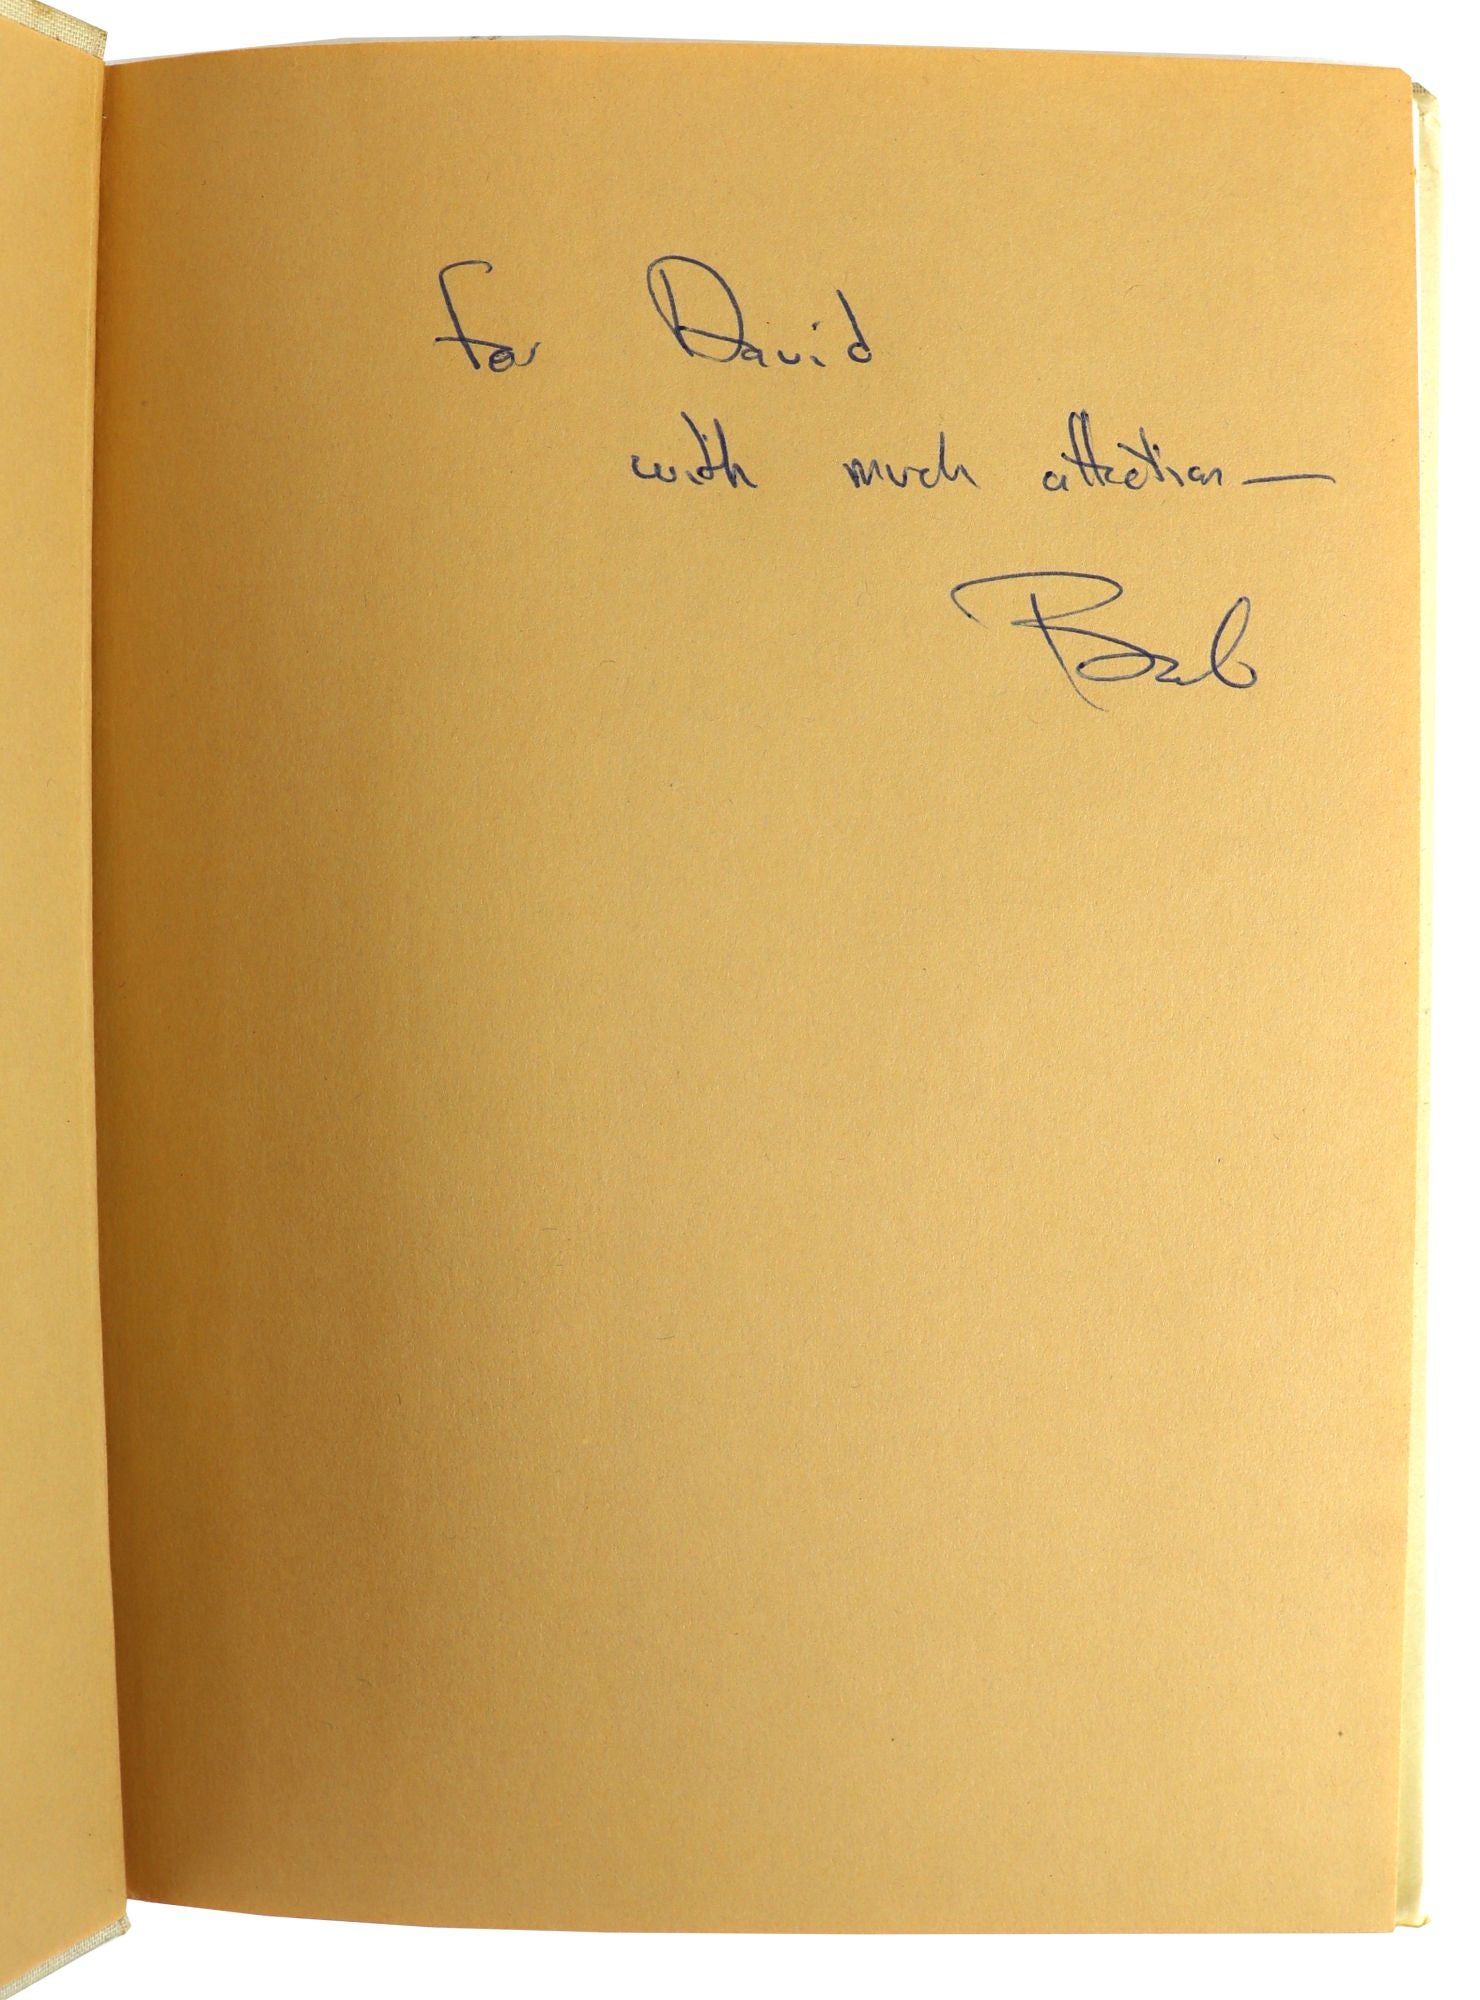 For David
with much affection—
Bob